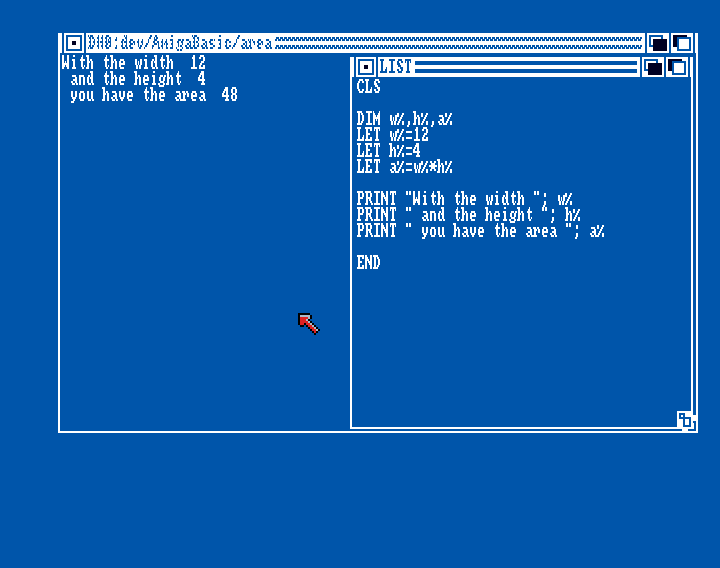 DH0:dev/AmigaBasic/area
With the width  12
 and the height  4
 you have the area  48
LIST
CLS

DIM w%,h%,a%
LET w%=12
LET h%=4
LET a%=w%*h%

PRINT "With the width "; w%
PRINT " and the height "; h%
PRINT " you have the area "; a%

END